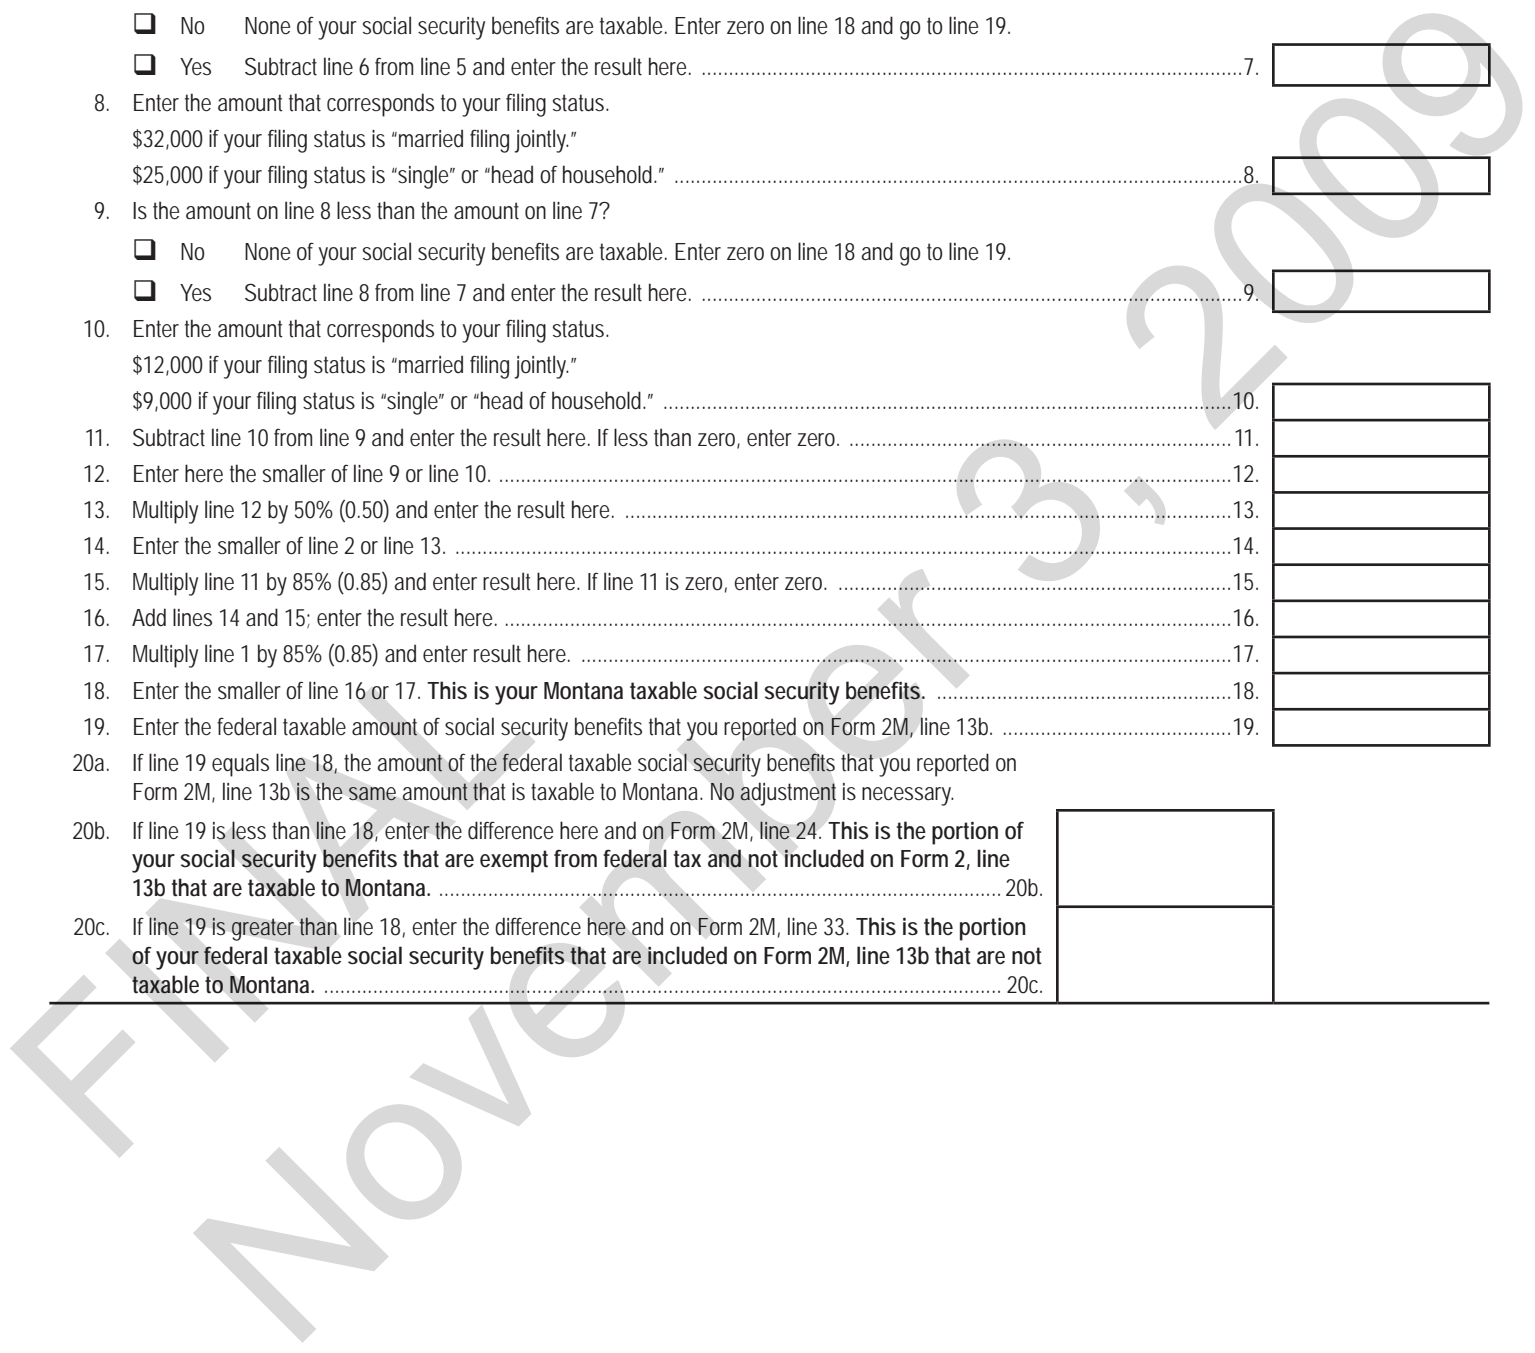 ❑ No None of your social security benefits are taxable. Enter zero on line 18 and go to line 19.
❑ Yes Subtract line 6 from line 5 and enter the result here. ........ 7.
8. Enter the amount that corresponds to your filing status.
$32,000 if your filing status is “married filing jointly.”
$25,000 if your filing status is “single” or “head of household.” ........ 8.
9. Is the amount on line 8 less than the amount on line 7?
❑ No None of your social security benefits are taxable. Enter zero on line 18 and go to line 19.
❑ Yes Subtract line 8 from line 7 and enter the result here. ........ 9.
10. Enter the amount that corresponds to your filing status.
$12,000 if your filing status is “married filing jointly.”
$9,000 if your filing status is “single” or “head of household.” ........ 10.
11. Subtract line 10 from line 9 and enter the result here. If less than zero, enter zero. ........ 11.
12. Enter here the smaller of line 9 or line 10. ........ 12.
13. Multiply line 12 by 50% (0.50) and enter the result here. ........ 13.
14. Enter the smaller of line 2 or line 13. ........ 14.
15. Multiply line 11 by 85% (0.85) and enter result here. If line 11 is zero, enter zero. ........ 15.
16. Add lines 14 and 15; enter the result here. ........ 16.
17. Multiply line 1 by 85% (0.85) and enter result here. ........ 17.
18. Enter the smaller of line 16 or 17. This is your Montana taxable social security benefits. ........ 18.
19. Enter the federal taxable amount of social security benefits that you reported on Form 2M, line 13b. ........ 19.
20a. If line 19 equals line 18, the amount of the federal taxable social security benefits that you reported on
Form 2M, line 13b is the same amount that is taxable to Montana. No adjustment is necessary.
20b. If line 19 is less than line 18, enter the difference here and on Form 2M, line 24. This is the portion of
your social security benefits that are exempt from federal tax and not included on Form 2, line
13b that are taxable to Montana. ........ 20b.
20c. If line 19 is greater than line 18, enter the difference here and on Form 2M, line 33. This is the portion
of your federal taxable social security benefits that are included on Form 2M, line 13b that are not
taxable to Montana. ........ 20c.
FINAL
November 3, 2009